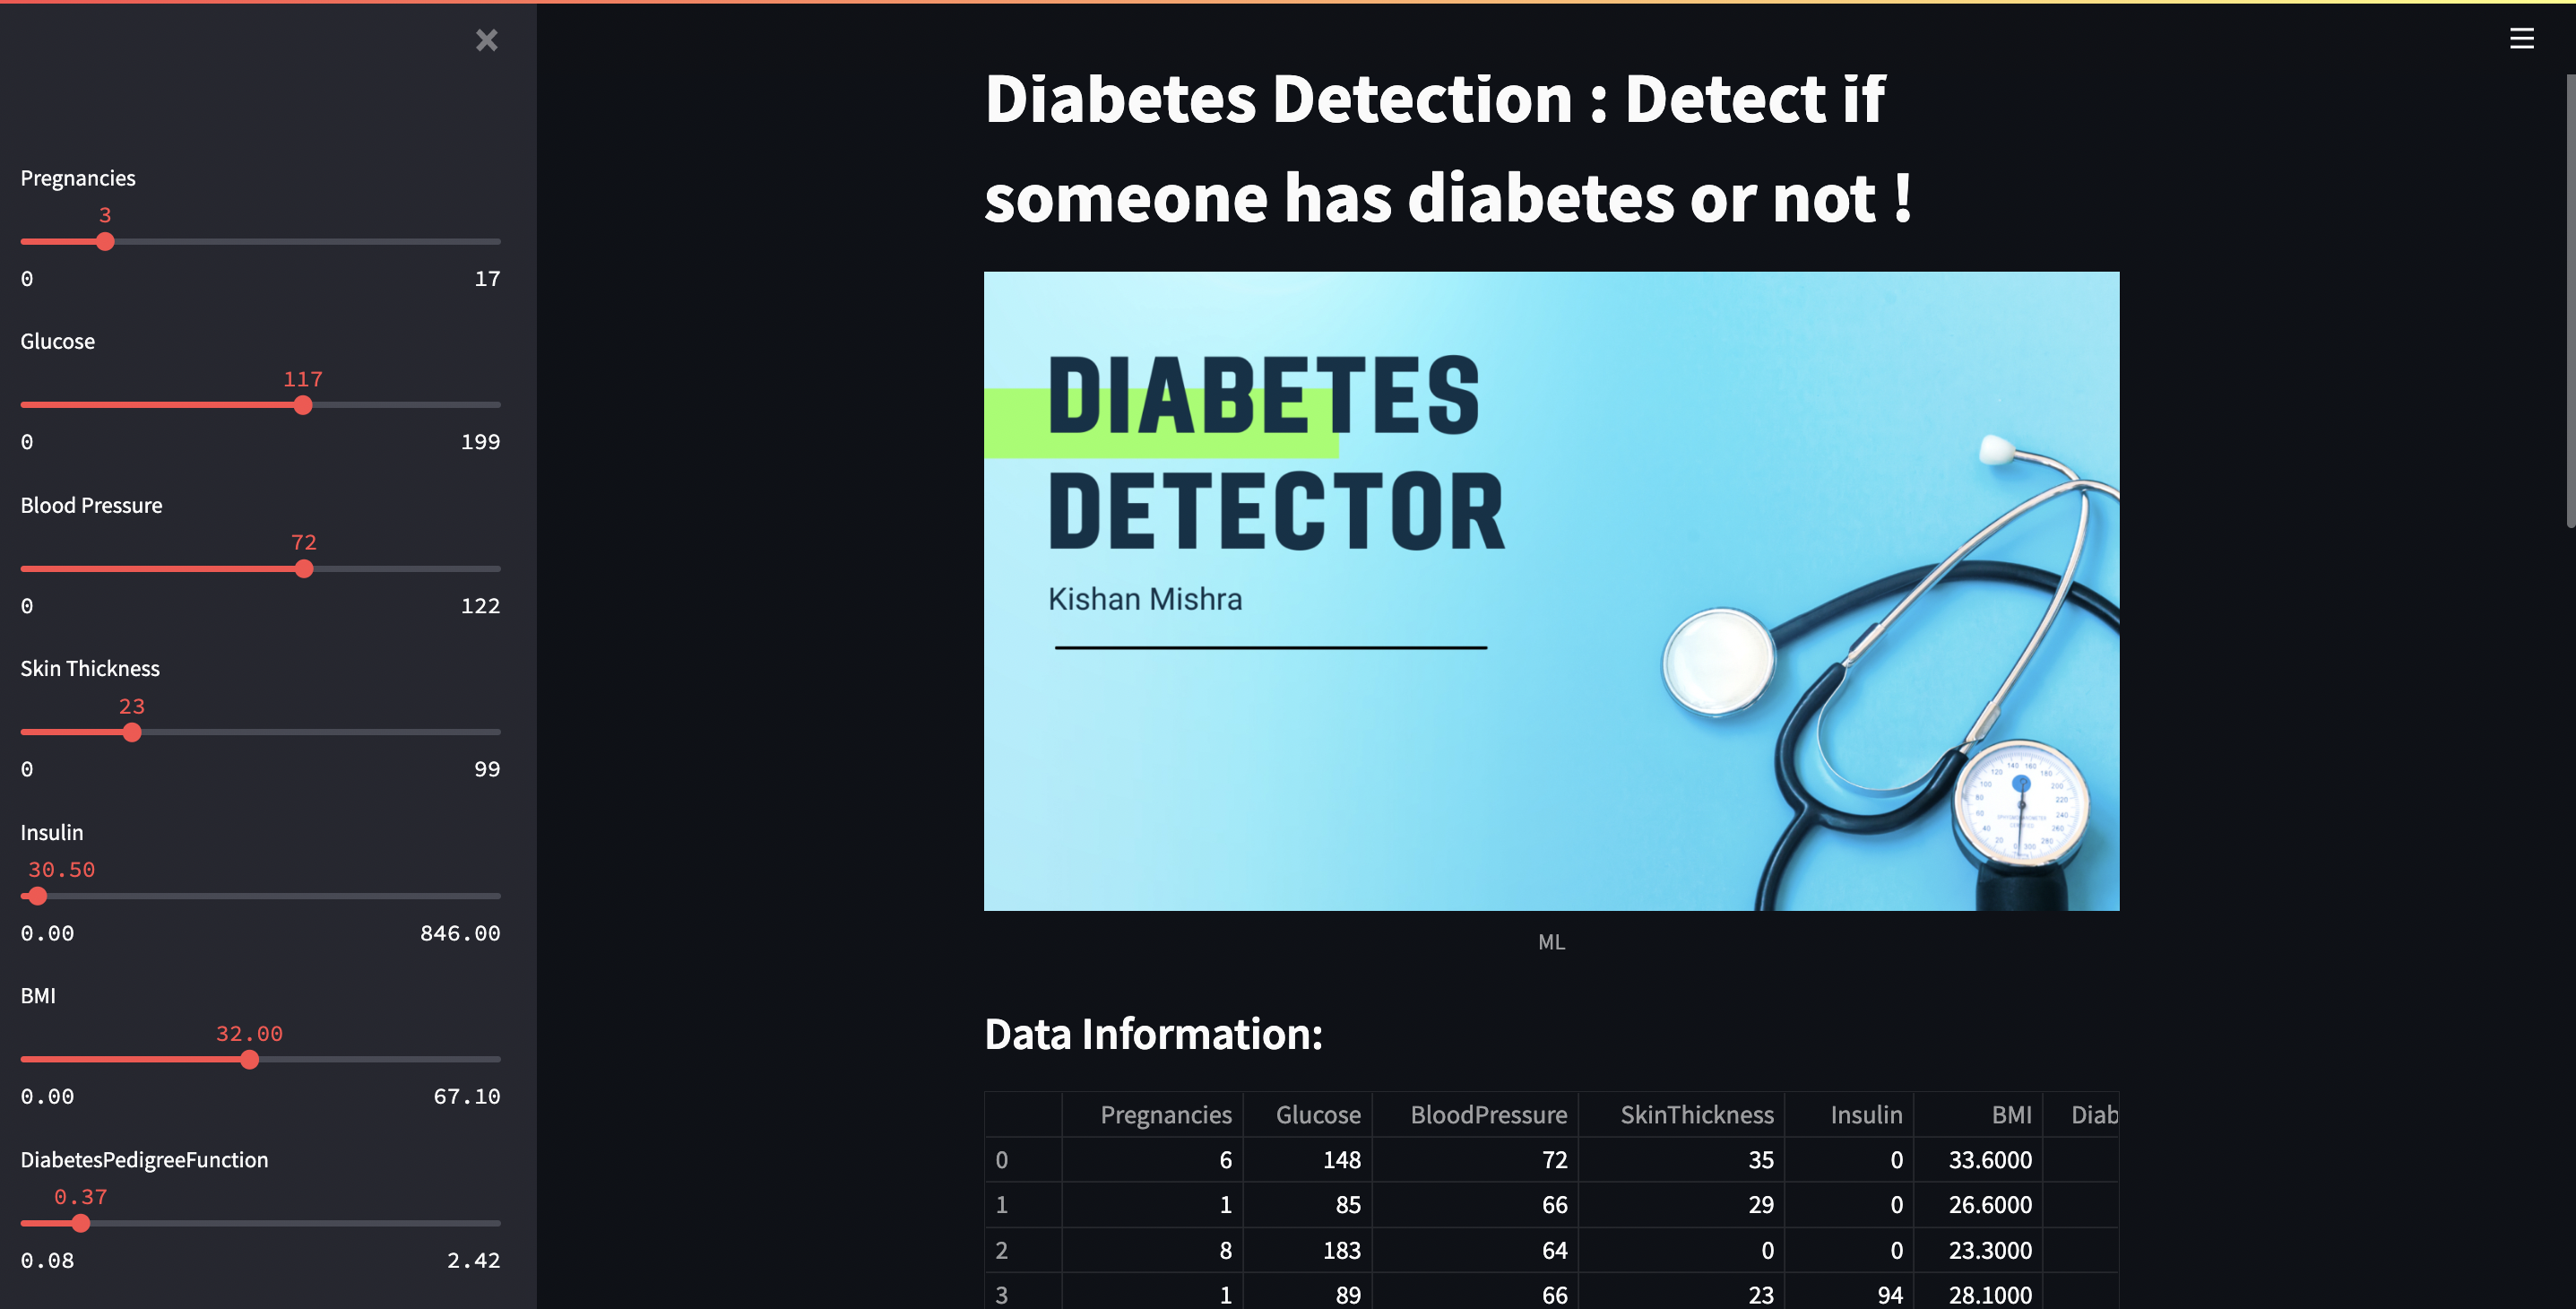 Pregnancies
3
0 17
Glucose
117
0 199
Blood Pressure
72
0 122
Skin Thickness
23
0 99
Insulin
30.50
0.00 846.00
BMI
32.00
0.00 67.10
DiabetesPedigreeFunction
0.37
0.08 2.42
Diabetes Detection : Detect if
someone has diabetes or not !
DIABETES
DETECTOR
Kishan Mishra
ML
Data Information:
Pregnancies Glucose BloodPressure SkinThickness Insulin BMI Diab
0 6 148 72 35 0 33.6000
1 1 85 66 29 0 26.6000
2 8 183 64 0 0 23.3000
3 1 89 66 23 94 28.1000